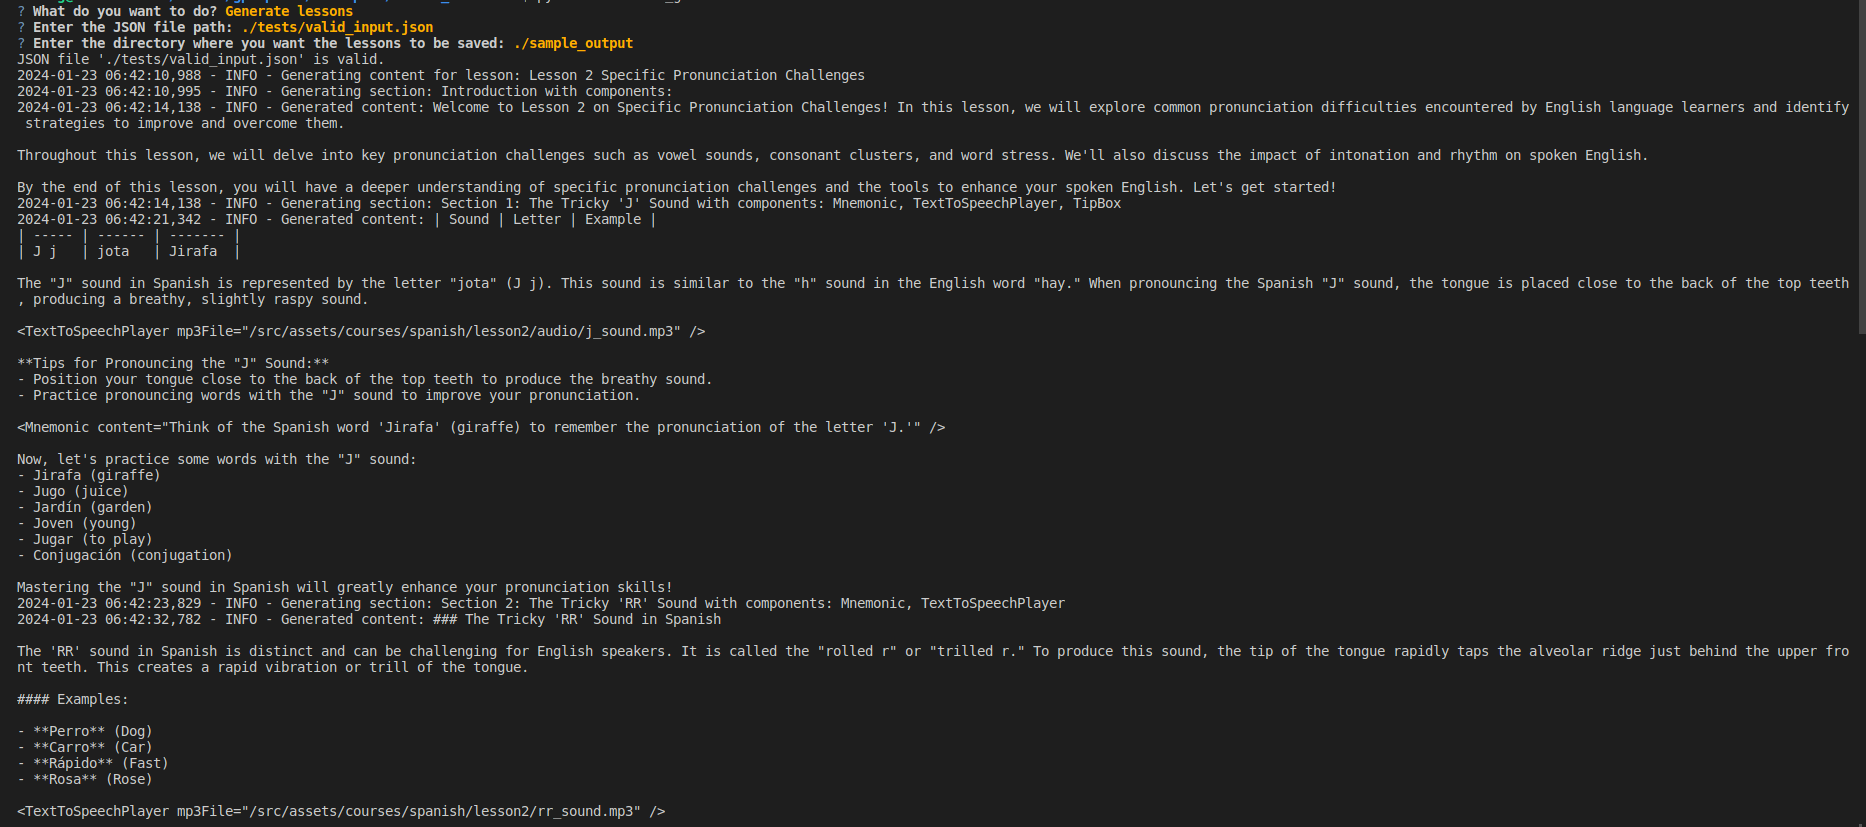 ? What do you want to do? Generate lessons
? Enter the JSON file path: ./tests/valid_input.json
? Enter the directory where you want the lessons to be saved: ./sample_output
JSON file './tests/valid_input.json' is valid.
2024-01-23 06:42:10,988 - INFO - Generating content for lesson: Lesson 2 Specific Pronunciation Challenges
2024-01-23 06:42:10,995 - INFO - Generating section: Introduction with components:
2024-01-23 06:42:14,138 - INFO - Generated content: Welcome to Lesson 2 on Specific Pronunciation Challenges! In this lesson, we will explore common pronunciation difficulties encountered by English language learners and identify
strategies to improve and overcome them.
Throughout this lesson, we will delve into key pronunciation challenges such as vowel sounds, consonant clusters, and word stress. We'll also discuss the impact of intonation and rhythm on spoken English.
By the end of this lesson, you will have a deeper understanding of specific pronunciation challenges and the tools to enhance your spoken English. Let's get started!
2024-01-23 06:42:14,138 - INFO - Generating section: Section 1: The Tricky 'J' Sound with components: Mnemonic, TextToSpeechPlayer, TipBox
2024-01-23 06:42:21,342 - INFO - Generated content: | Sound | Letter | Example |
| ----- | ------ | ------- |
| J j   | jota   | Jirafa  |
The "J" sound in Spanish is represented by the letter "jota" (J j). This sound is similar to the "h" sound in the English word "hay." When pronouncing the Spanish "J" sound, the tongue is placed close to the back of the top teeth
, producing a breathy, slightly raspy sound.
<TextToSpeechPlayer mp3File="/src/assets/courses/spanish/lesson2/audio/j_sound.mp3" />
**Tips for Pronouncing the "J" Sound:**
- Position your tongue close to the back of the top teeth to produce the breathy sound.
- Practice pronouncing words with the "J" sound to improve your pronunciation.
<Mnemonic content="Think of the Spanish word 'Jirafa' (giraffe) to remember the pronunciation of the letter 'J.'" />
Now, let's practice some words with the "J" sound:
- Jirafa (giraffe)
- Jugo (juice)
- Jardín (garden)
- Joven (young)
- Jugar (to play)
- Conjugación (conjugation)
Mastering the "J" sound in Spanish will greatly enhance your pronunciation skills!
2024-01-23 06:42:23,829 - INFO - Generating section: Section 2: The Tricky 'RR' Sound with components: Mnemonic, TextToSpeechPlayer
2024-01-23 06:42:32,782 - INFO - Generated content: ### The Tricky 'RR' Sound in Spanish
The 'RR' sound in Spanish is distinct and can be challenging for English speakers. It is called the "rolled r" or "trilled r." To produce this sound, the tip of the tongue rapidly taps the alveolar ridge just behind the upper fro
nt teeth. This creates a rapid vibration or trill of the tongue.
#### Examples:
- **Perro** (Dog)
- **Carro** (Car)
- **Rápido** (Fast)
- **Rosa** (Rose)
<TextToSpeechPlayer mp3File="/src/assets/courses/spanish/lesson2/rr_sound.mp3" />